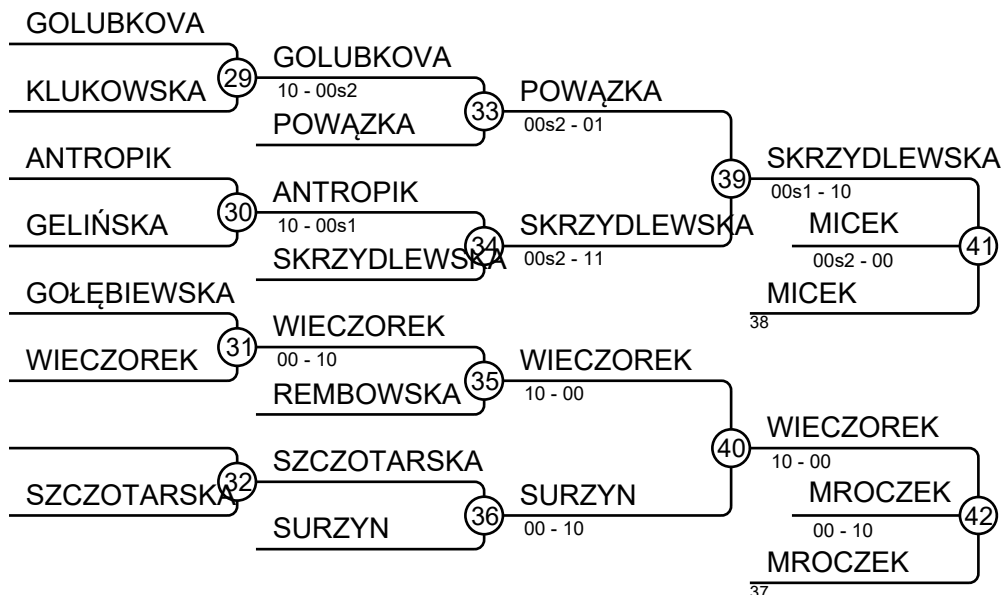 GOLUBKOVA
KLUKOWSKA
29
GOLUBKOVA
10 - 00s2
POWĄZKA
33
POWĄZKA
00s2 - 01
ANTROPIK
GELIŃSKA
30
ANTROPIK
10 - 00s1
SKRZYDLEWSKA
34
SKRZYDLEWSKA
00s2 - 11
39
SKRZYDLEWSKA
00s1 - 10
MICEK
00s2 - 00
MICEK
38
41
GOŁĘBIEWSKA
WIECZOREK
31
WIECZOREK
00 - 10
REMBOWSKA
35
WIECZOREK
10 - 00
SZCZOTARSKA
32
SZCZOTARSKA
SURZYN
36
SURZYN
00 - 10
40
WIECZOREK
10 - 00
MROCZEK
00 - 10
MROCZEK
37
42